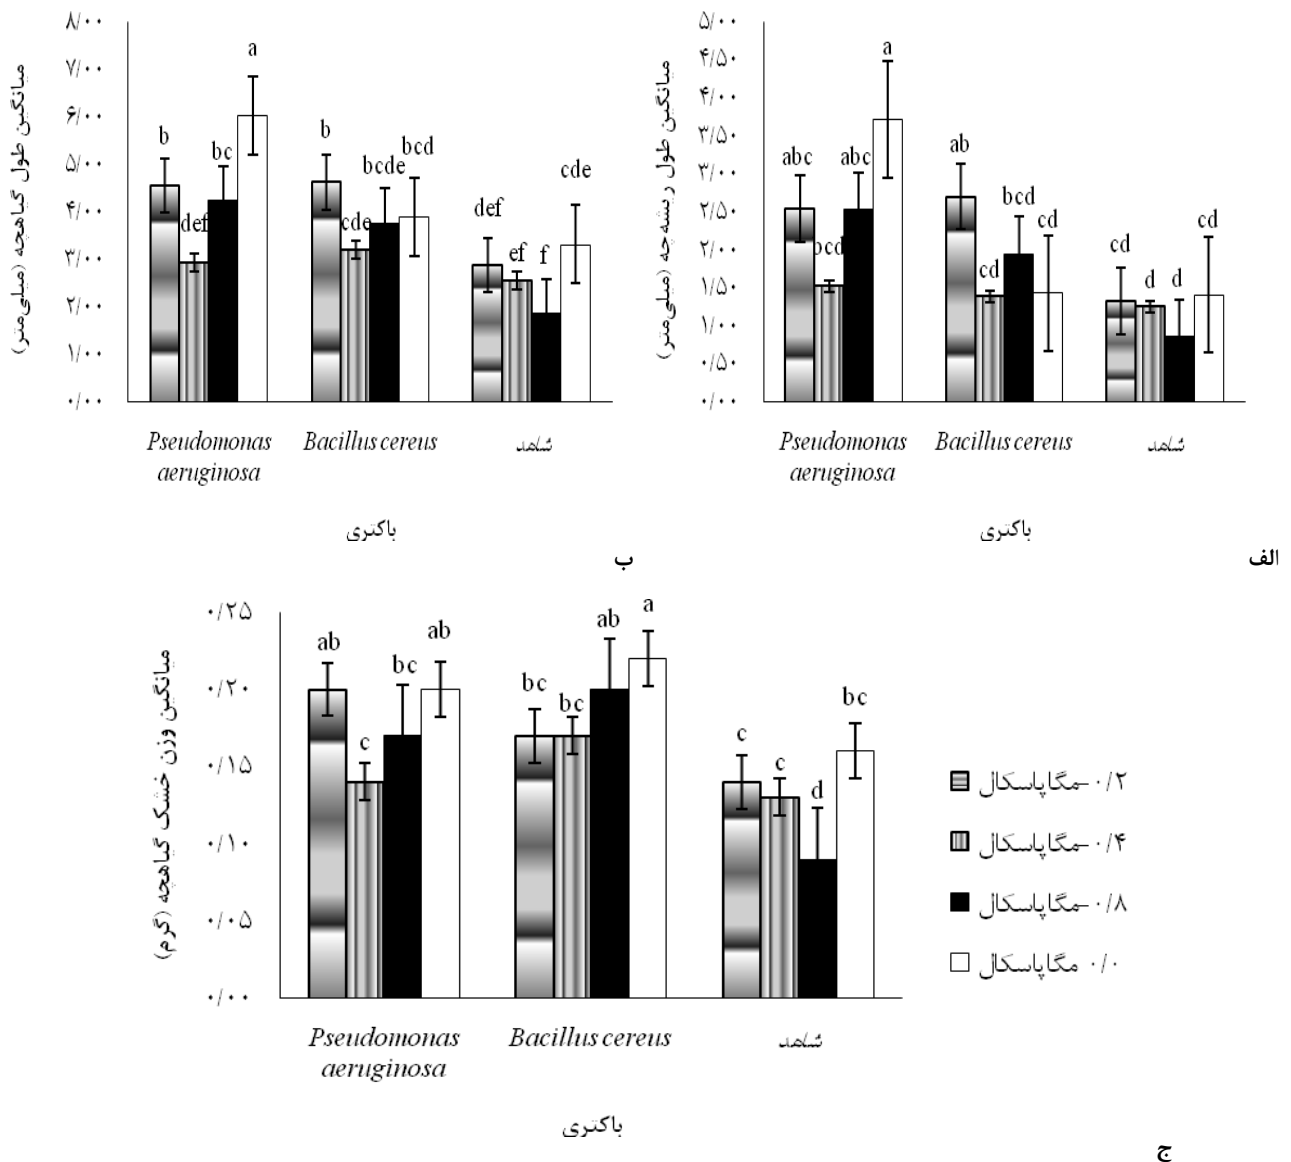 میانگین طول گیاهچه (میلی‌متر)
۸/۰۰
۷/۰۰
۶/۰۰
۵/۰۰
۴/۰۰
۳/۰۰
۲/۰۰
۱/۰۰
۰/۰۰
b
def
bc
a
b
cde
bcde
bcd
def
ef
f
cde
Pseudomonas
aeruginosa
Bacillus cereus
شاهد
باکتری
ب
میانگین طول ریشه‌چه (میلی‌متر)
۵/۰۰
۴/۵۰
۴/۰۰
۳/۵۰
۳/۰۰
۲/۵۰
۲/۰۰
۱/۵۰
۱/۰۰
۰/۵۰
۰/۰۰
abc
bcd
abc
a
ab
cd
bcd
cd
cd
d
d
cd
Pseudomonas
aeruginosa
Bacillus cereus
شاهد
باکتری
الف
میانگین وزن خشک گیاهچه (گرم)
۰/۲۵
۰/۲۰
۰/۱۵
۰/۱۰
۰/۰۵
۰/۰۰
ab
c
bc
ab
bc
bc
ab
a
c
c
d
bc
Pseudomonas
aeruginosa
Bacillus cereus
شاهد
باکتری
۰/۲-مگاپاسکال
۰/۴-مگاپاسکال
۰/۸-مگاپاسکال
۰/۰ مگاپاسکال
ج